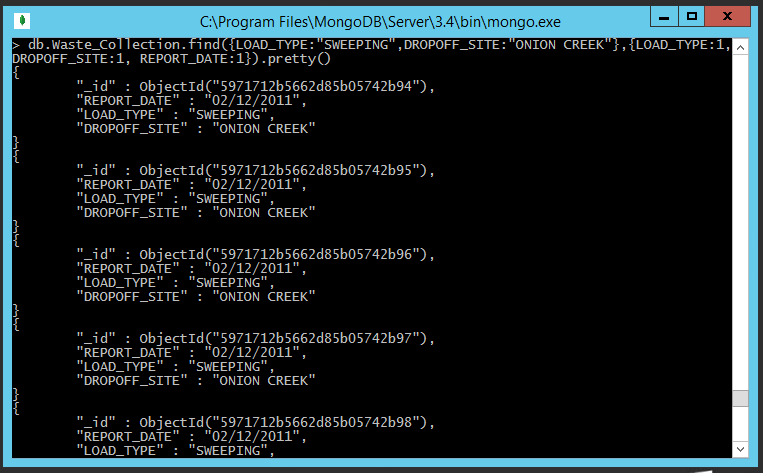 C:\Program Files\MongoDB\Server\3.4\bin\mongo.exe
> db.Waste_Collection.find({LOAD_TYPE:"SWEEPING",DROPOFF_SITE:"ONION CREEK"},{LOAD_TYPE:1,
DROPOFF_SITE:1, REPORT_DATE:1}).pretty()
{
"_id" : ObjectId("5971712b5662d85b05742b94"),
"REPORT_DATE" : "02/12/2011",
"LOAD_TYPE" : "SWEEPING",
"DROPOFF_SITE" : "ONION CREEK"
}
{
"_id" : ObjectId("5971712b5662d85b05742b95"),
"REPORT_DATE" : "02/12/2011",
"LOAD_TYPE" : "SWEEPING",
"DROPOFF_SITE" : "ONION CREEK"
}
{
"_id" : ObjectId("5971712b5662d85b05742b96"),
"REPORT_DATE" : "02/12/2011",
"LOAD_TYPE" : "SWEEPING",
"DROPOFF_SITE" : "ONION CREEK"
}
{
"_id" : ObjectId("5971712b5662d85b05742b97"),
"REPORT_DATE" : "02/12/2011",
"LOAD_TYPE" : "SWEEPING",
"DROPOFF_SITE" : "ONION CREEK"
}
{
"_id" : ObjectId("5971712b5662d85b05742b98"),
"REPORT_DATE" : "02/12/2011",
"LOAD_TYPE" : "SWEEPING",